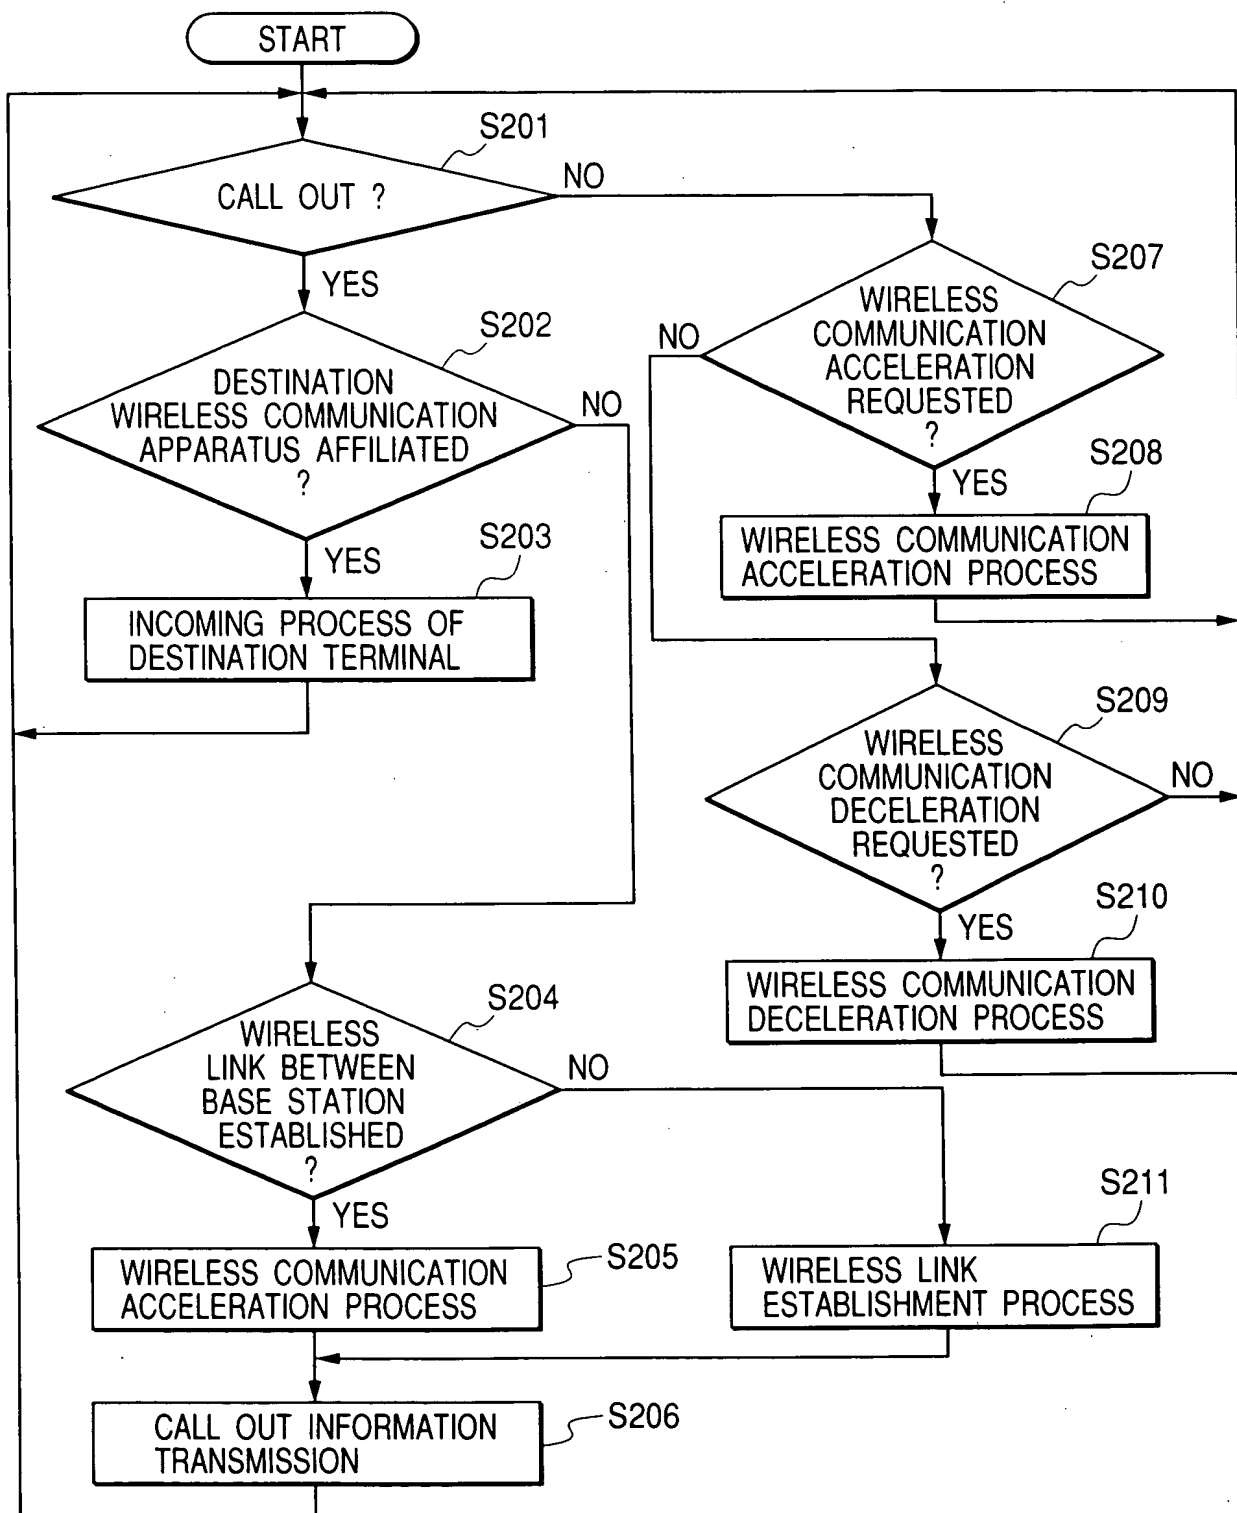 START
S201
CALL OUT ?
NO
YES
S202
DESTINATION
WIRELESS COMMUNICATION
APPARATUS AFFILIATED
?
NO
YES
S203
INCOMING PROCESS OF
DESTINATION TERMINAL
S207
WIRELESS
COMMUNICATION
ACCELERATION
REQUESTED
?
NO
YES
S208
WIRELESS COMMUNICATION
ACCELERATION PROCESS
S209
WIRELESS
COMMUNICATION
DECELERATION
REQUESTED
?
NO
YES
S210
WIRELESS COMMUNICATION
DECELERATION PROCESS
S204
WIRELESS
LINK BETWEEN
BASE STATION
ESTABLISHED
?
NO
YES
S205
WIRELESS COMMUNICATION
ACCELERATION PROCESS
S211
WIRELESS LINK
ESTABLISHMENT PROCESS
S206
CALL OUT INFORMATION
TRANSMISSION